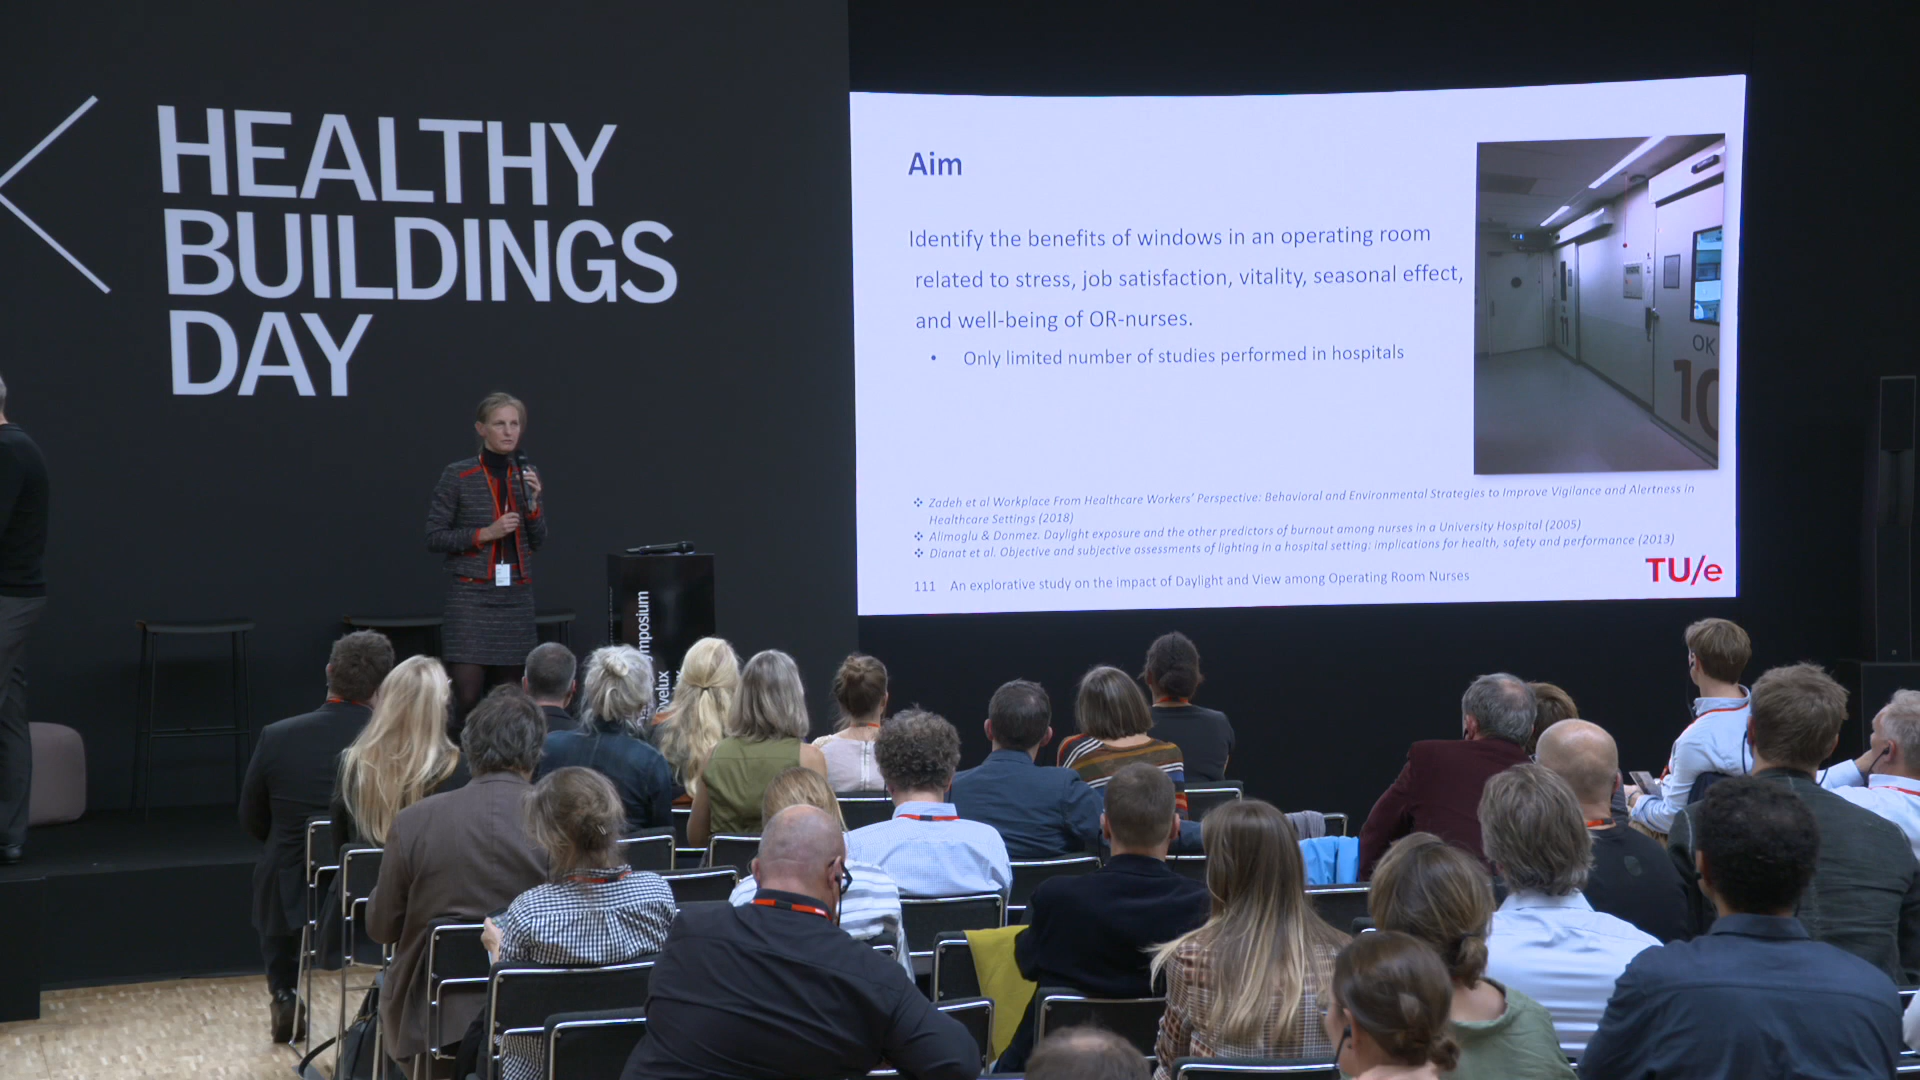 HEALTHY
BUILDINGS
DAY
Aim
Identify the benefits of windows in an operating room
related to stress, job satisfaction, vitality, seasonal effect,
and well-being of OR-nurses.
• Only limited number of studies performed in hospitals
OK
10
11
❖ Zadeh et al Workplace From Healthcare Workers' Perspective: Behavioral and Environmental Strategies to Improve Vigilance and Alertness in
Healthcare Settings (2018)
❖ Alimoglu & Donmez. Daylight exposure and the other predictors of burnout among nurses in a University Hospital (2005)
❖ Dianat et al. Objective and subjective assessments of lighting in a hospital setting: implications for health, safety and performance (2013)
111 An explorative study on the impact of Daylight and View among Operating Room Nurses
TU/e
mposium
velux